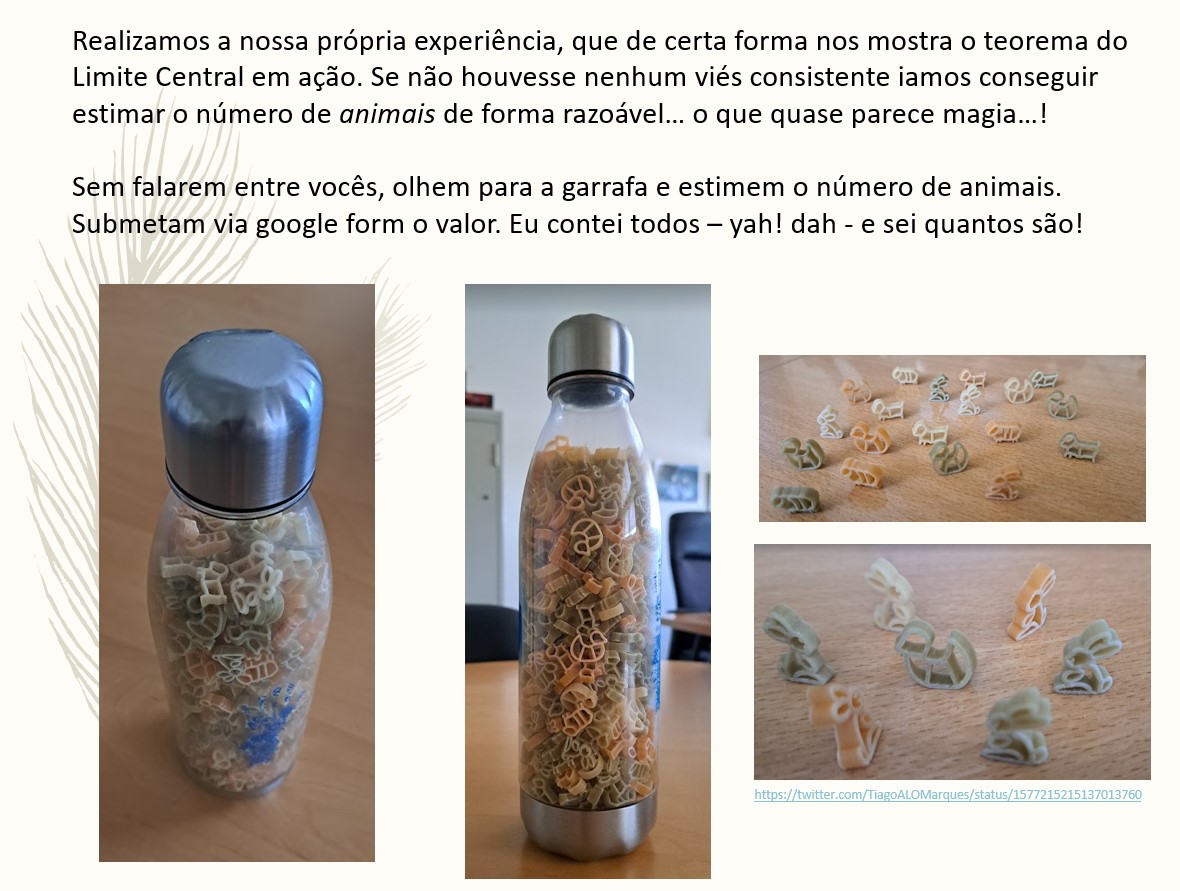 Realizamos a nossa própria experiência, que de certa forma nos mostra o teorema do
Limite Central em ação. Se não houvesse nenhum viés consistente iamos conseguir
estimar o número de animais de forma razoável... o que quase parece magia...!
Sem falarem entre vocês, olhem para a garrafa e estimem o número de animais.
Submetam via google form o valor. Eu contei todos – yah! dah - e sei quantos são!
https://twitter.com/TiagoALOMarques/status/1577215215137013760